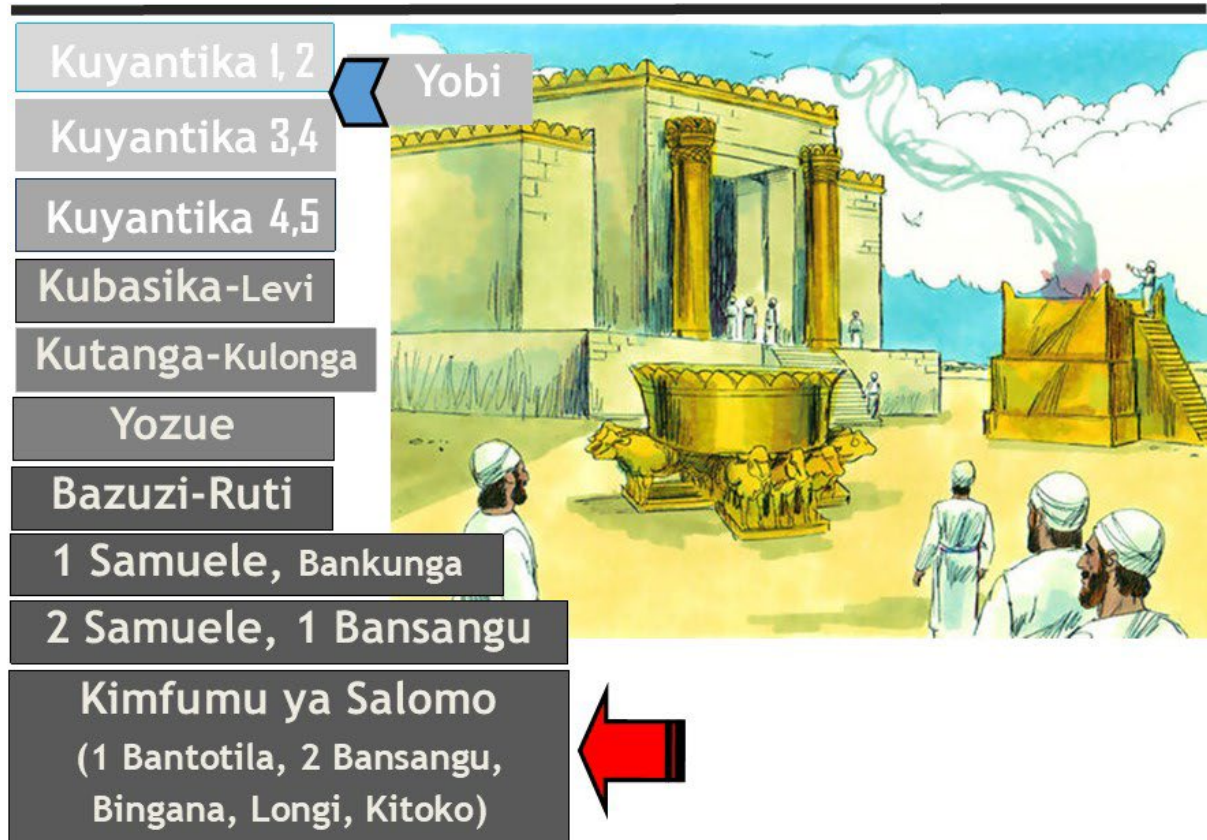 Kuyantika 1, 2
Yobi
Kuyantika 3,4
Kuyantika 4,5
Kubasika-Levi
Kutanga-Kulonga
Yozue
Bazuzi-Ruti
1 Samuele, Bankunga
2 Samuele, 1 Bansangu
Kimfumu ya Salomo
(1 Bantotila, 2 Bansangu,
Bingana, Longi, Kitoko)